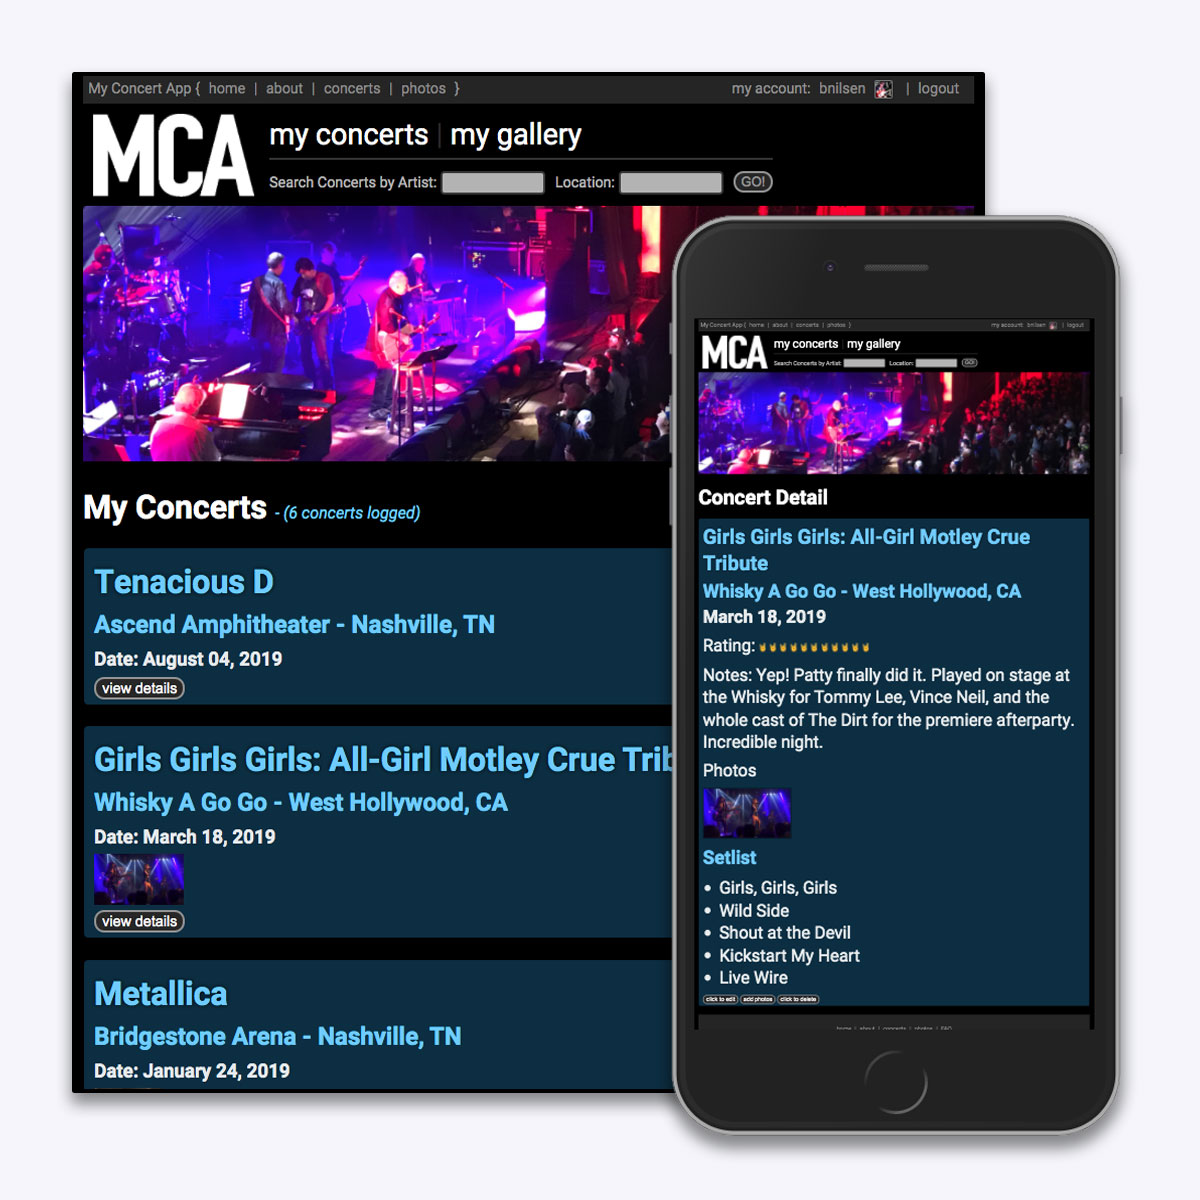 My Concert App { home | about | concerts | photos }
my account: bnilsen | logout
MCA
my concerts | my gallery
Search Concerts by Artist: Location: GO!
My Concerts - (6 concerts logged)
Tenacious D
Ascend Amphitheater - Nashville, TN
Date: August 04, 2019
view details
Girls Girls Girls: All-Girl Motley Crue Trib
Whisky A Go Go - West Hollywood, CA
Date: March 18, 2019
view details
Metallica
Bridgestone Arena - Nashville, TN
Date: January 24, 2019
My Concert App { home | about | concerts | photos }
my account: bnilsen | logout
MCA
my concerts | my gallery
Search Concerts by Artist: Location: GO!
Concert Detail
Girls Girls Girls: All-Girl Motley Crue
Tribute
Whisky A Go Go - West Hollywood, CA
March 18, 2019
Rating:
Notes: Yep! Patty finally did it. Played on stage at
the Whisky for Tommy Lee, Vince Neil, and the
whole cast of The Dirt for the premiere afterparty.
Incredible night.
Photos
Setlist
• Girls, Girls, Girls
• Wild Side
• Shout at the Devil
• Kickstart My Heart
• Live Wire
click to edit add photos click to delete
home | about | concerts | photos | FAQ